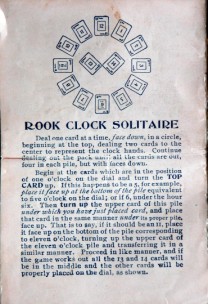 ROOK CLOCK SOLITAIRE
Deal one card at a time, face down, in a circle,
beginning at the top, dealing two cards to the
center to represent the clock hands. Continue
dealing out the pack until all the cards are out,
four in each pile, but with faces down.
Begin at the cards which are in the position
of one o'clock on the dial and turn the TOP
CARD up. If this happens to be a 5, for example,
place it face up at the bottom of the pile equivalent
to five o'clock on the dial; or if 6, under the hour
six. Then turn up the upper card of this pile
under which you have just placed card, and place
that card in the same manner under its proper pile,
face up. That is to say, if it should be an 11, place
it face up on the bottom of the pile corresponding
to eleven o'clock, turning up the upper card of
the eleven o'clock pile and transferring it in a
similar manner. Proceed in like manner, and if
the game works out all the 13 and 14 cards will
be in the middle and the other cards will be
properly placed on the dial, as shown.